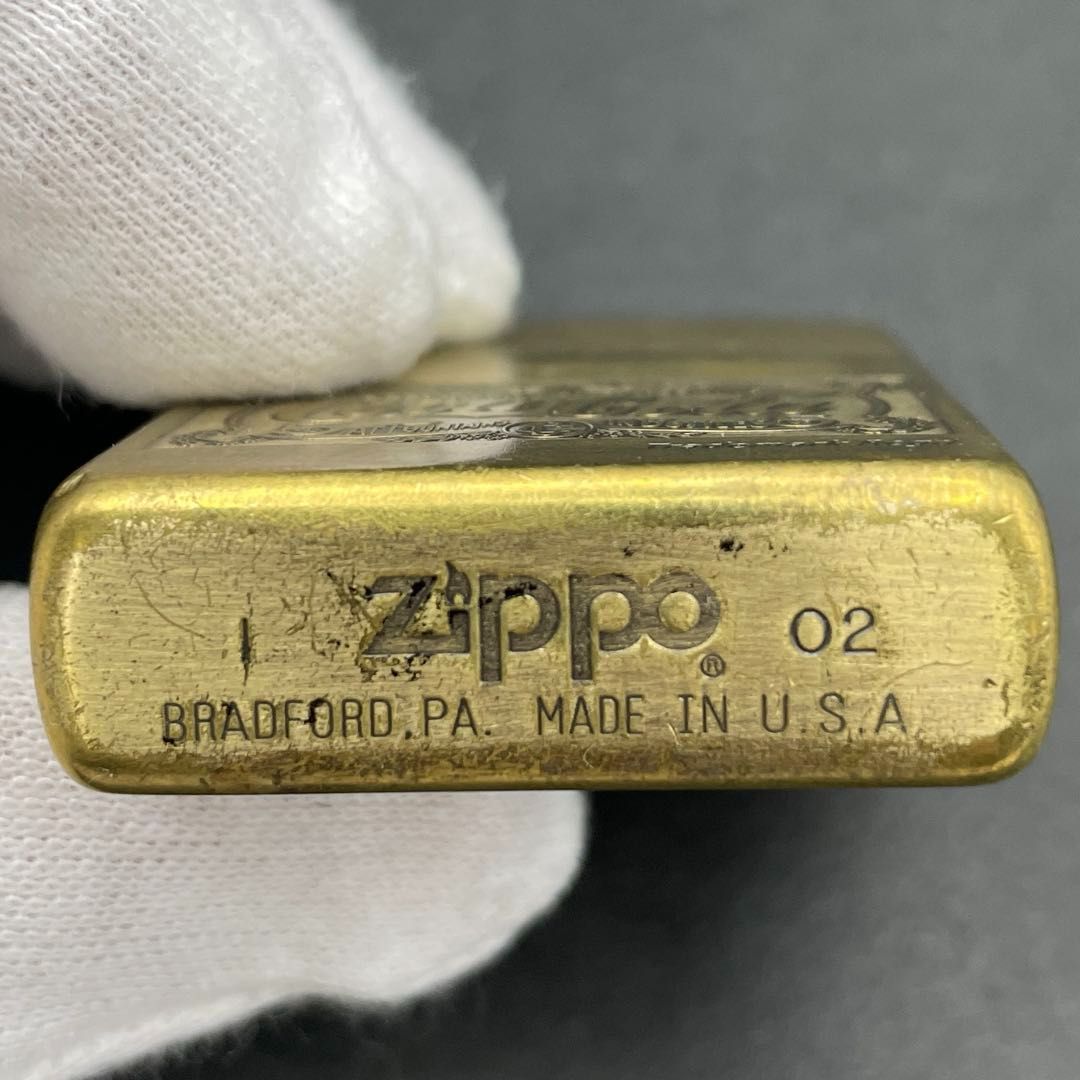 I zippo® 02
BRADFORD, PA. MADE IN U.S.A.